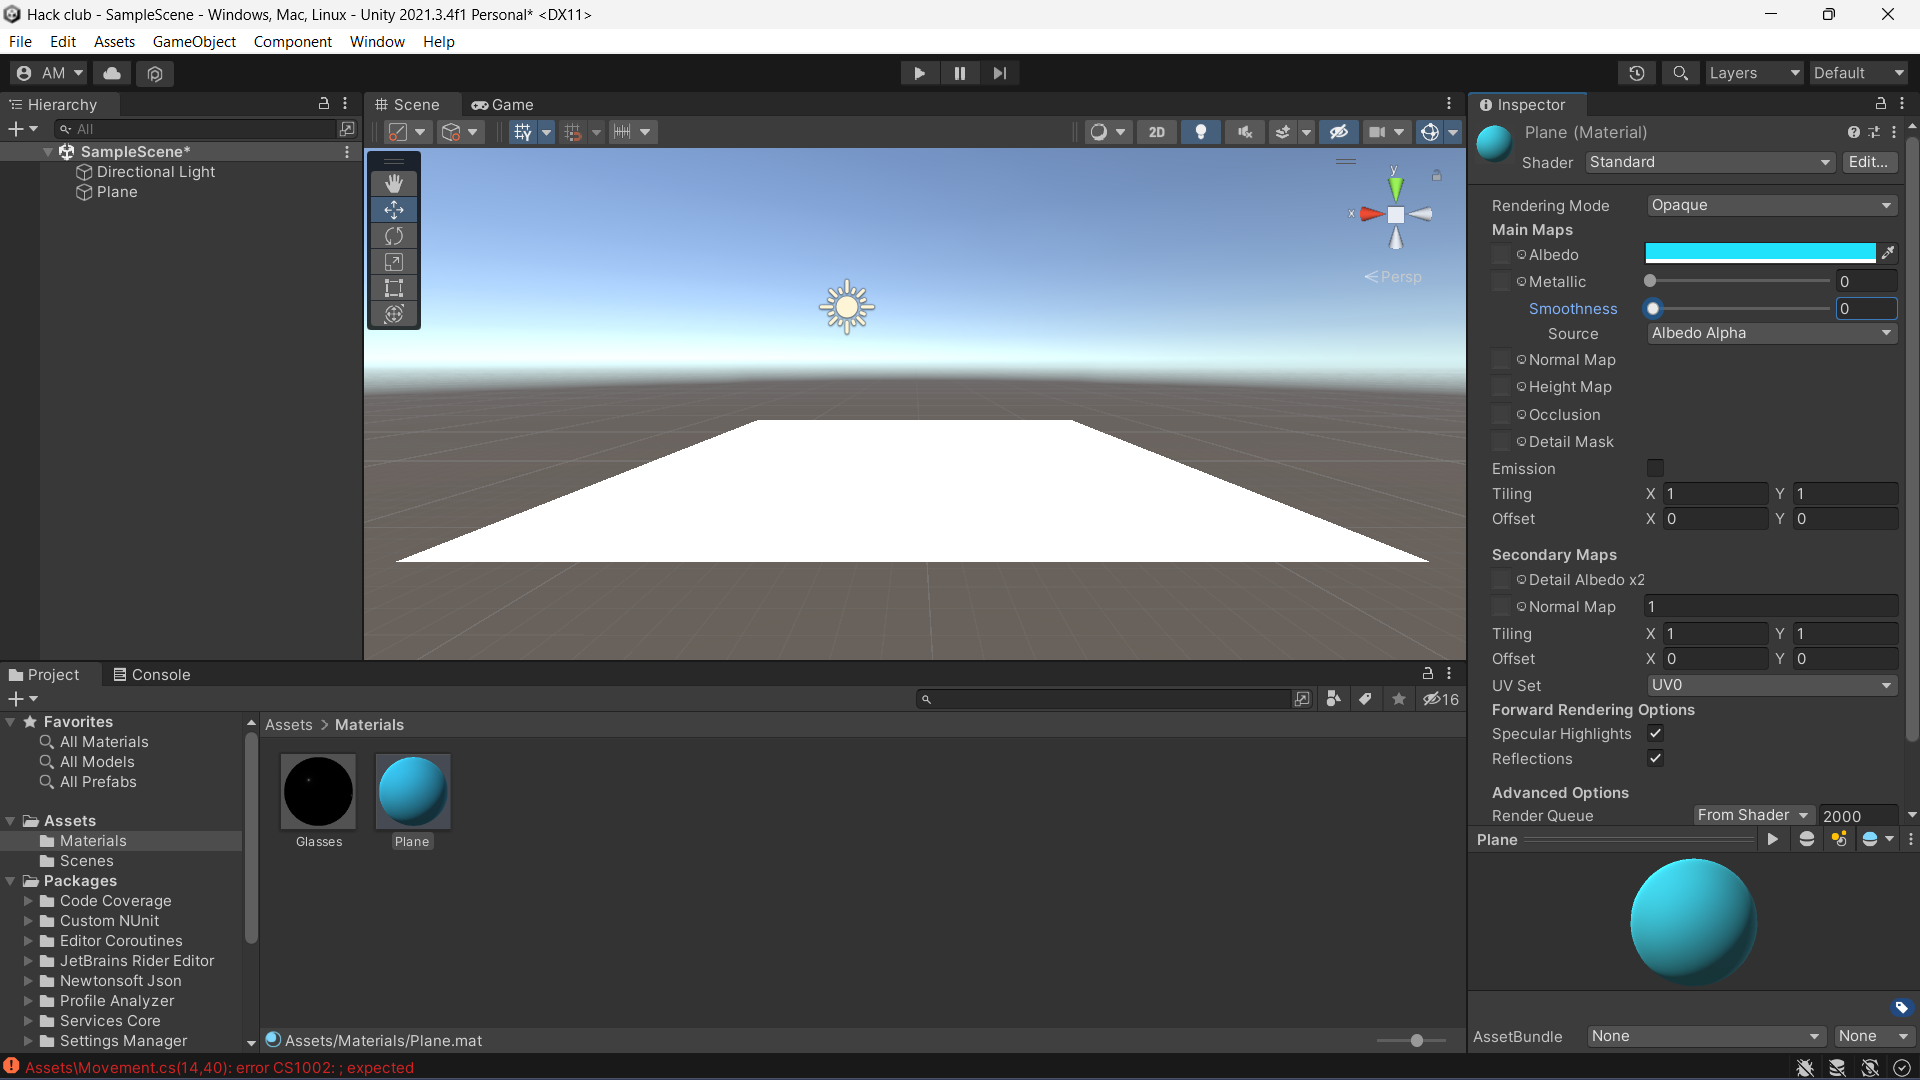 Hack club - SampleScene - Windows, Mac, Linux - Unity 2021.3.4f1 Personal* <DX11>
File Edit Assets GameObject Component Window Help
AM Layers Default
Hierarchy
All
SampleScene*
Directional Light
Plane
Scene Game
2D
y
x
Persp
Inspector
Plane (Material)
Shader Standard Edit...
Rendering Mode Opaque
Main Maps
Albedo
Metallic 0
Smoothness 0
Source Albedo Alpha
Normal Map
Height Map
Occlusion
Detail Mask
Emission
Tiling X 1 Y 1
Offset X 0 Y 0
Secondary Maps
Detail Albedo x2
Normal Map 1
Tiling X 1 Y 1
Offset X 0 Y 0
UV Set UV0
Forward Rendering Options
Specular Highlights
Reflections
Advanced Options
Render Queue From Shader 2000
Plane
AssetBundle None None
Project Console
16
Favorites
All Materials
All Models
All Prefabs
Assets
Materials
Scenes
Packages
Code Coverage
Custom NUnit
Editor Coroutines
JetBrains Rider Editor
Newtonsoft Json
Profile Analyzer
Services Core
Settings Manager
Assets > Materials
Glasses Plane
Assets/Materials/Plane.mat
Assets\Movement.cs(14,40): error CS1002: ; expected